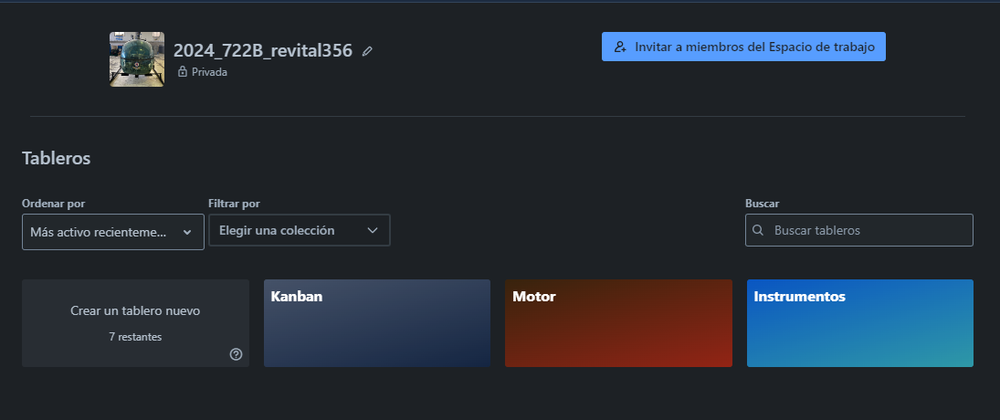 2024_722B_revital356
Privada
Invitar a miembros del Espacio de trabajo
Tableros
Ordenar por
Más activo recienteme...
Filtrar por
Elegir una colección
Buscar
Buscar tableros
Crear un tablero nuevo
7 restantes
Kanban
Motor
Instrumentos